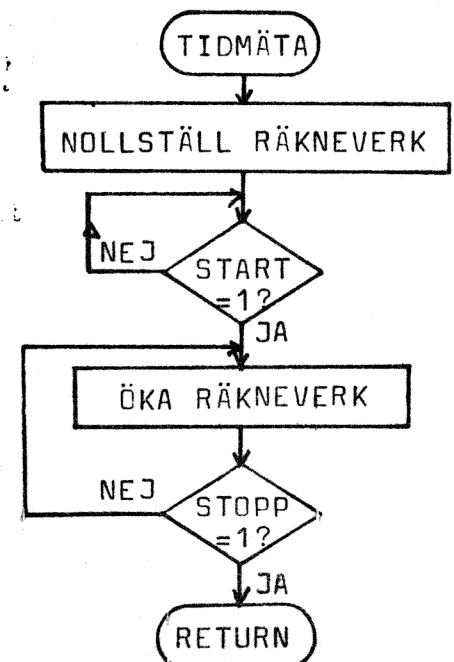 TIDMÄTA
NOLLSTÄLL RÄKNEVERK
NEJ
START
=1?
JA
ÖKA RÄKNEVERK
NEJ
STOPP
=1?
JA
RETURN